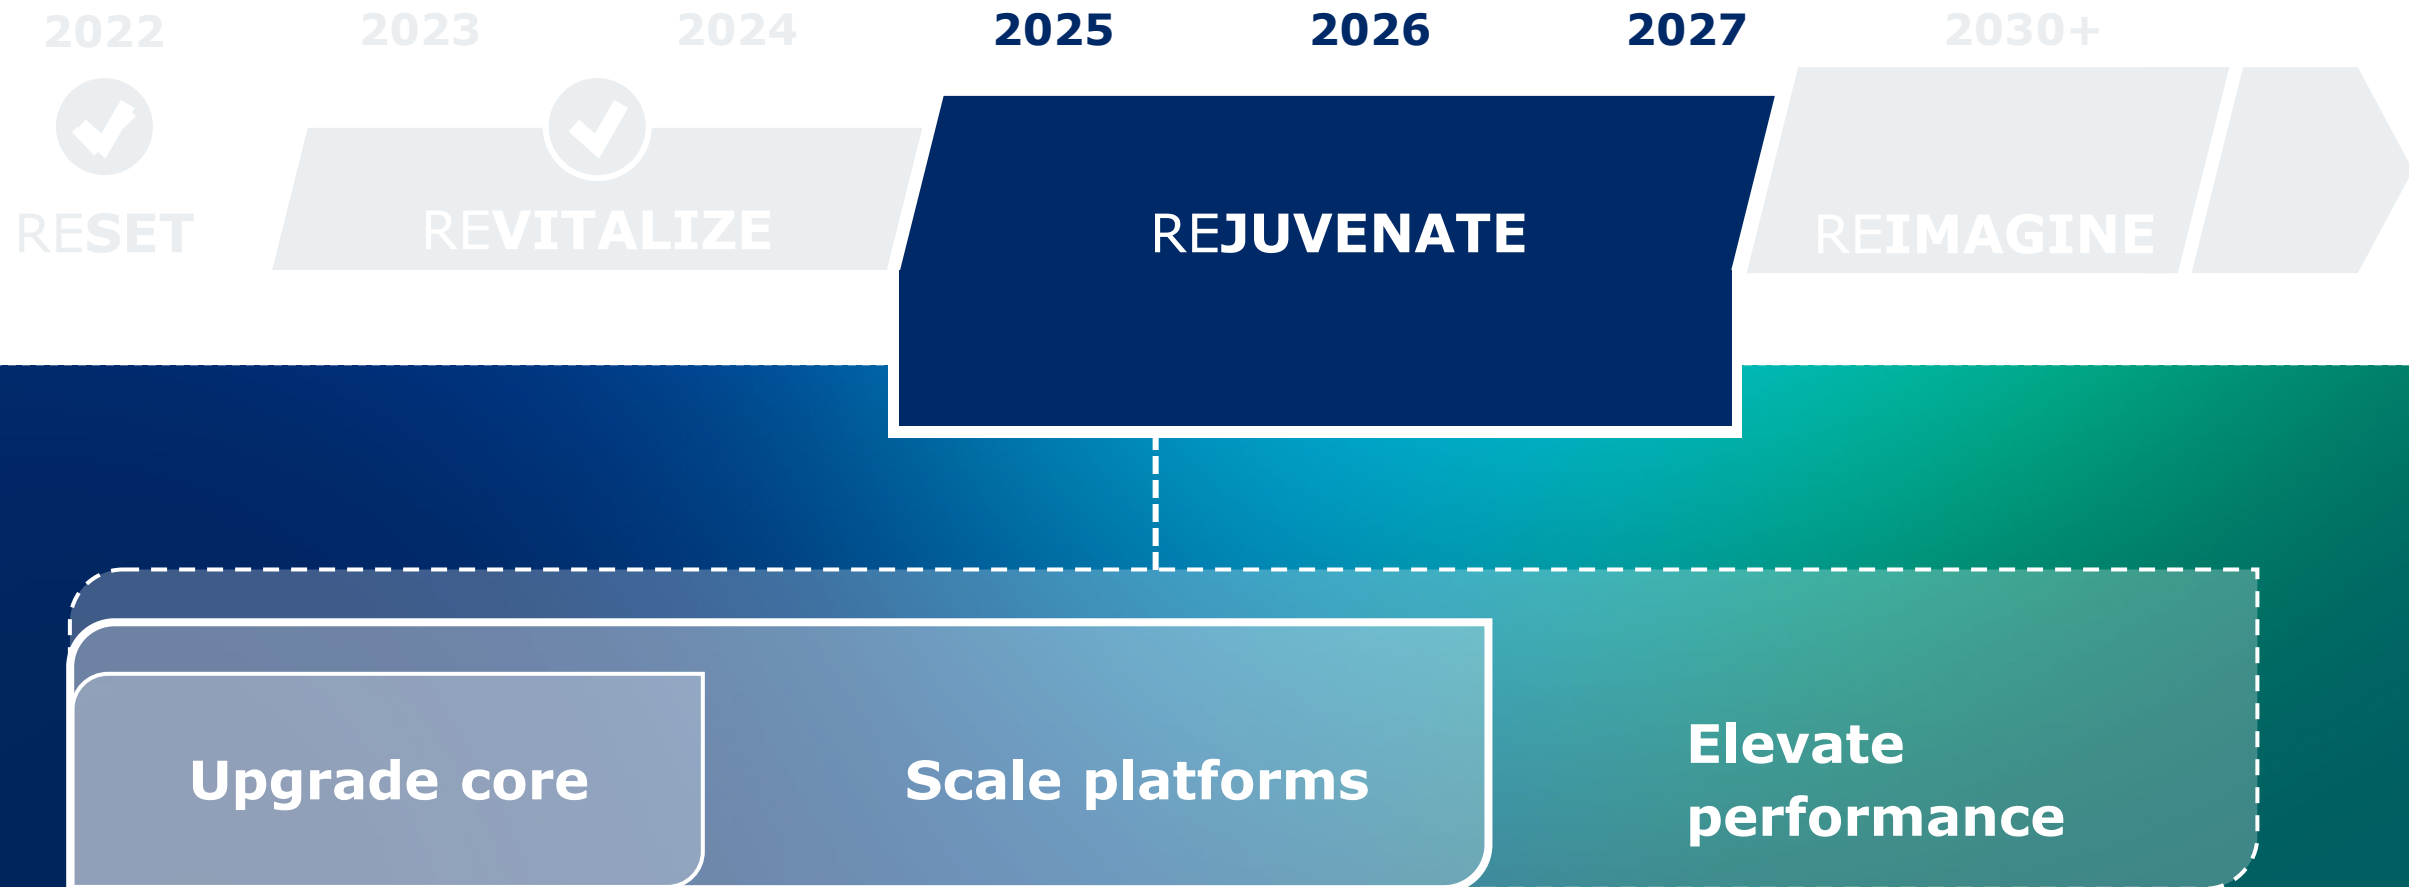 2022 2023 2024 2025 2026 2027 2030+
RESET REVITALIZE REJUVENATE REIMAGINE
Upgrade core
Scale platforms
Elevate
performance